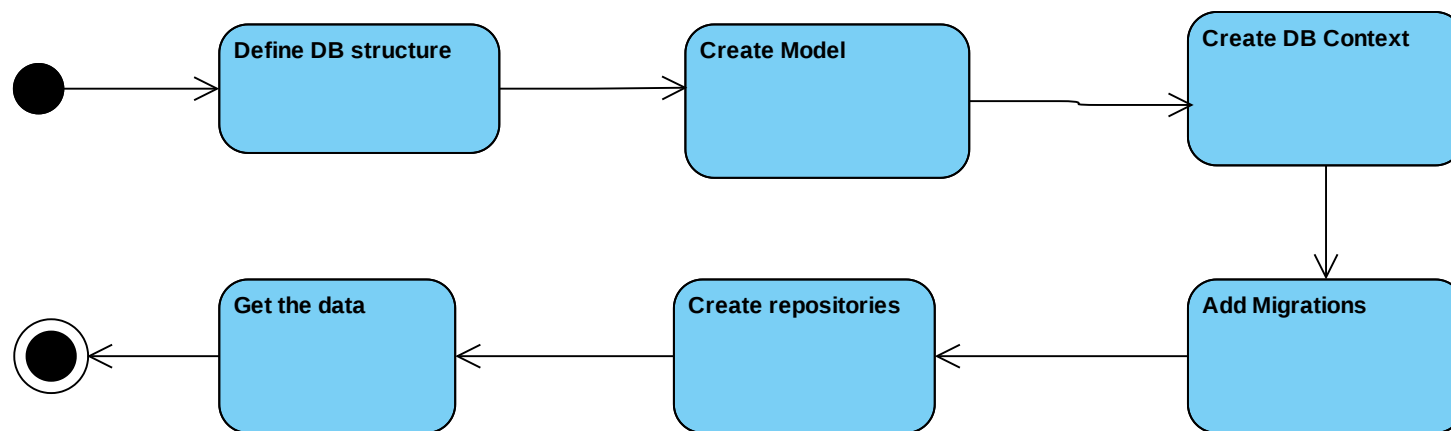 Define DB structure
Create Model
Create DB Context
Add Migrations
Create repositories
Get the data